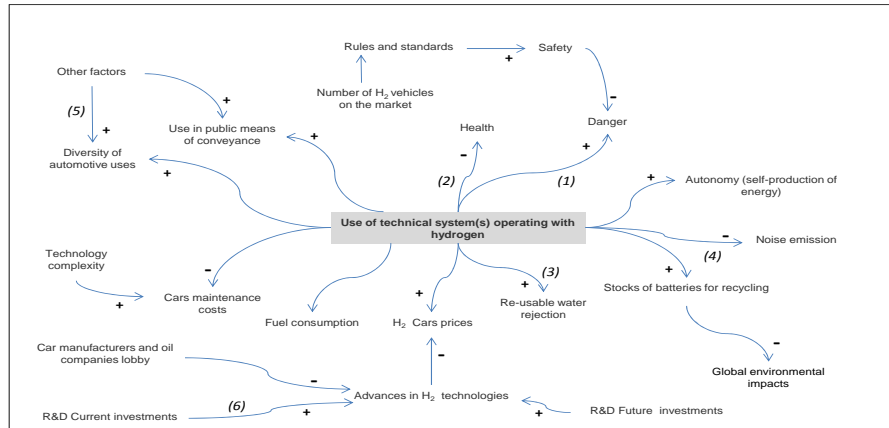 Rules and standards
+
Safety
Other factors
-
(5)
+
Number of H2 vehicles
on the market
Use in public means
of conveyance
+
Health
Danger
+
Diversity of
automotive uses
+
-
+
(2)
(1)
+
Autonomy (self-production of
energy)
Use of technical system(s) operating with
hydrogen
-
Noise emission
(4)
Technology
complexity
-
+
Cars maintenance
costs
+
Fuel consumption
+
H2 Cars prices
+
(3)
Re-usable water
rejection
+
Stocks of batteries for recycling
-
Global environmental
impacts
Car manufacturers and oil
companies lobby
-
-
Advances in H2 technologies
R&D Current investments
(6)
+
+
R&D Future investments